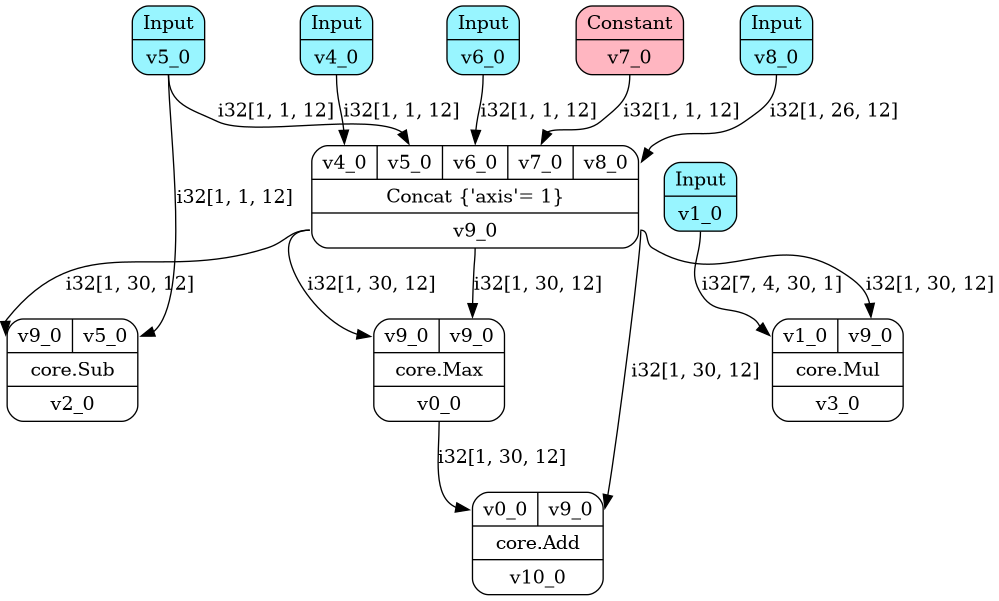 Input
v5_0
Input
v4_0
Input
v6_0
Constant
v7_0
Input
v8_0
i32[1, 1, 12]
i32[1, 1, 12]
i32[1, 1, 12]
i32[1, 1, 12]
i32[1, 26, 12]
v4_0 v5_0 v6_0 v7_0 v8_0
Concat {'axis'= 1}
v9_0
Input
v1_0
i32[1, 1, 12]
i32[1, 30, 12]
i32[1, 30, 12]
i32[1, 30, 12]
i32[7, 4, 30, 1]
i32[1, 30, 12]
v9_0 v5_0
core.Sub
v2_0
v9_0 v9_0
core.Max
v0_0
i32[1, 30, 12]
v1_0 v9_0
core.Mul
v3_0
i32[1, 30, 12]
v0_0 v9_0
core.Add
v10_0